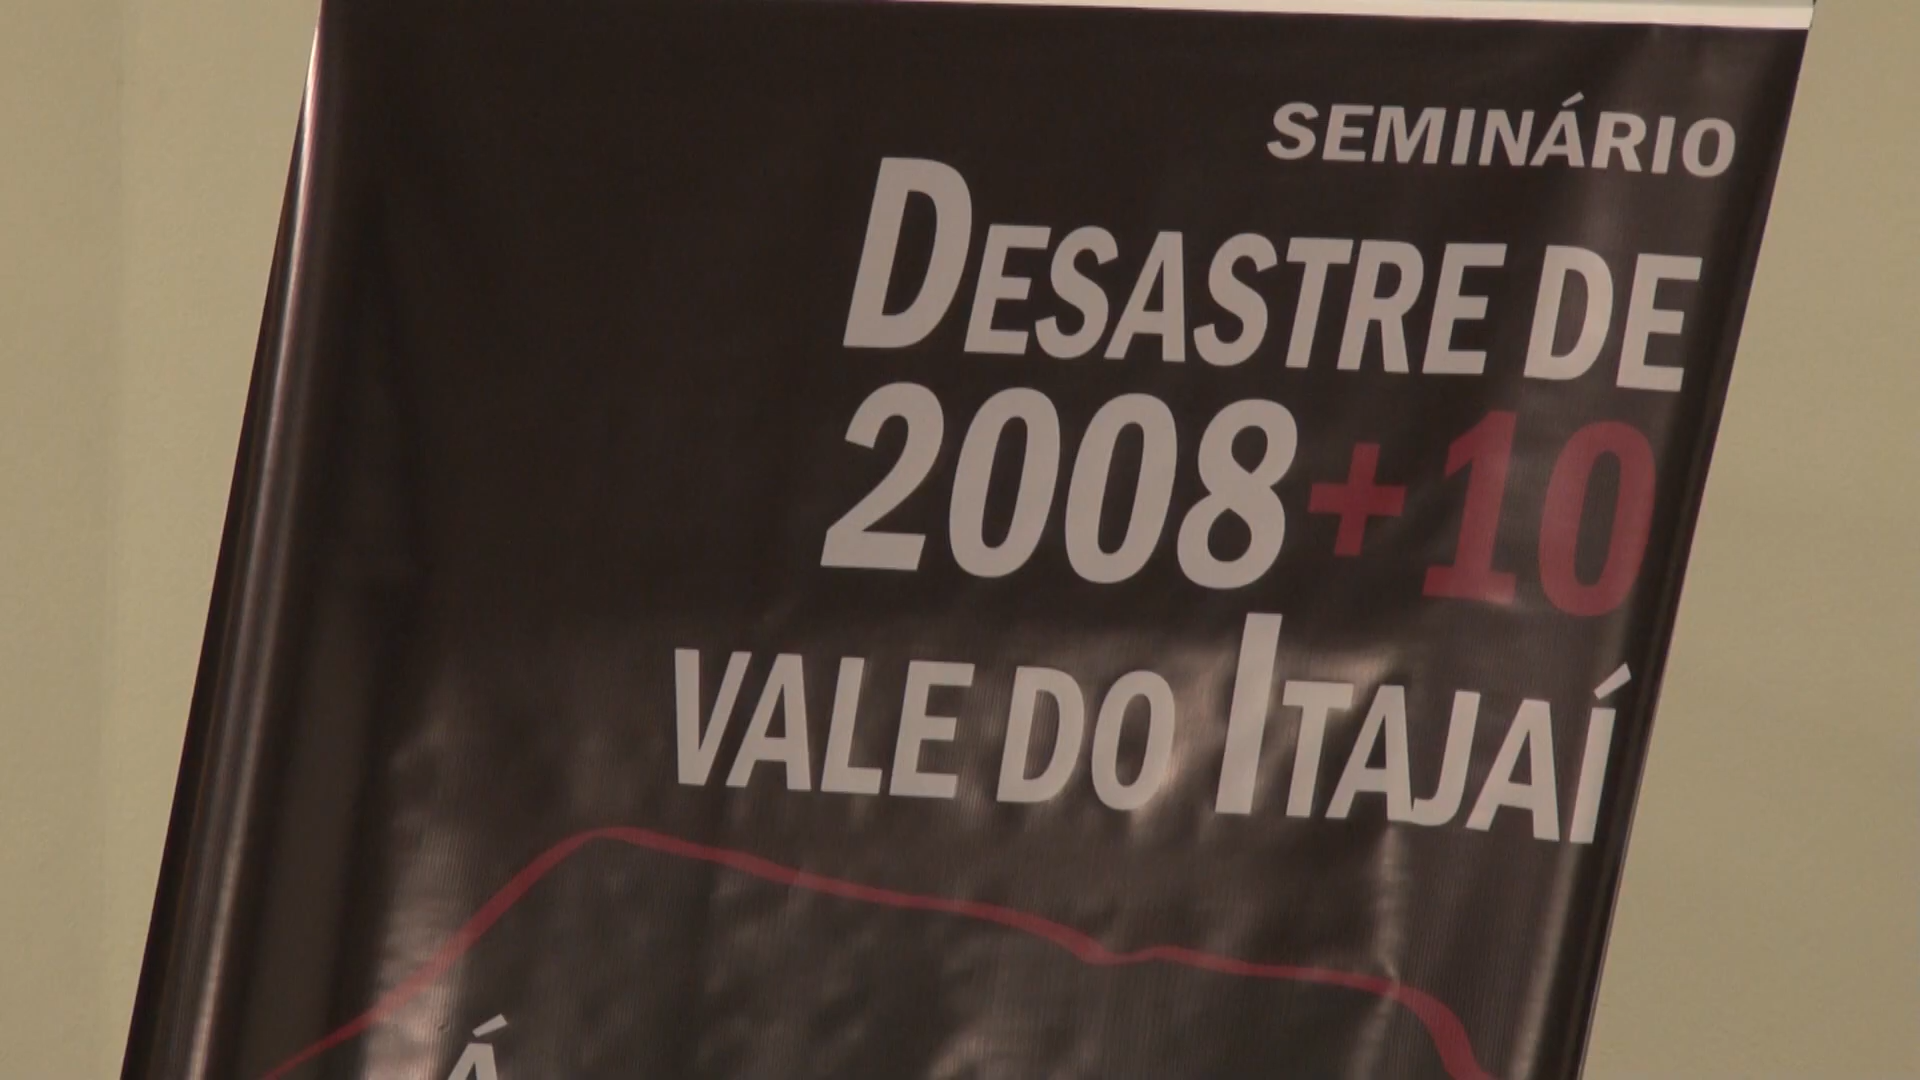 SEMINÁRIO
DESASTRE DE
2008+10
VALE DO ITAJAÍ